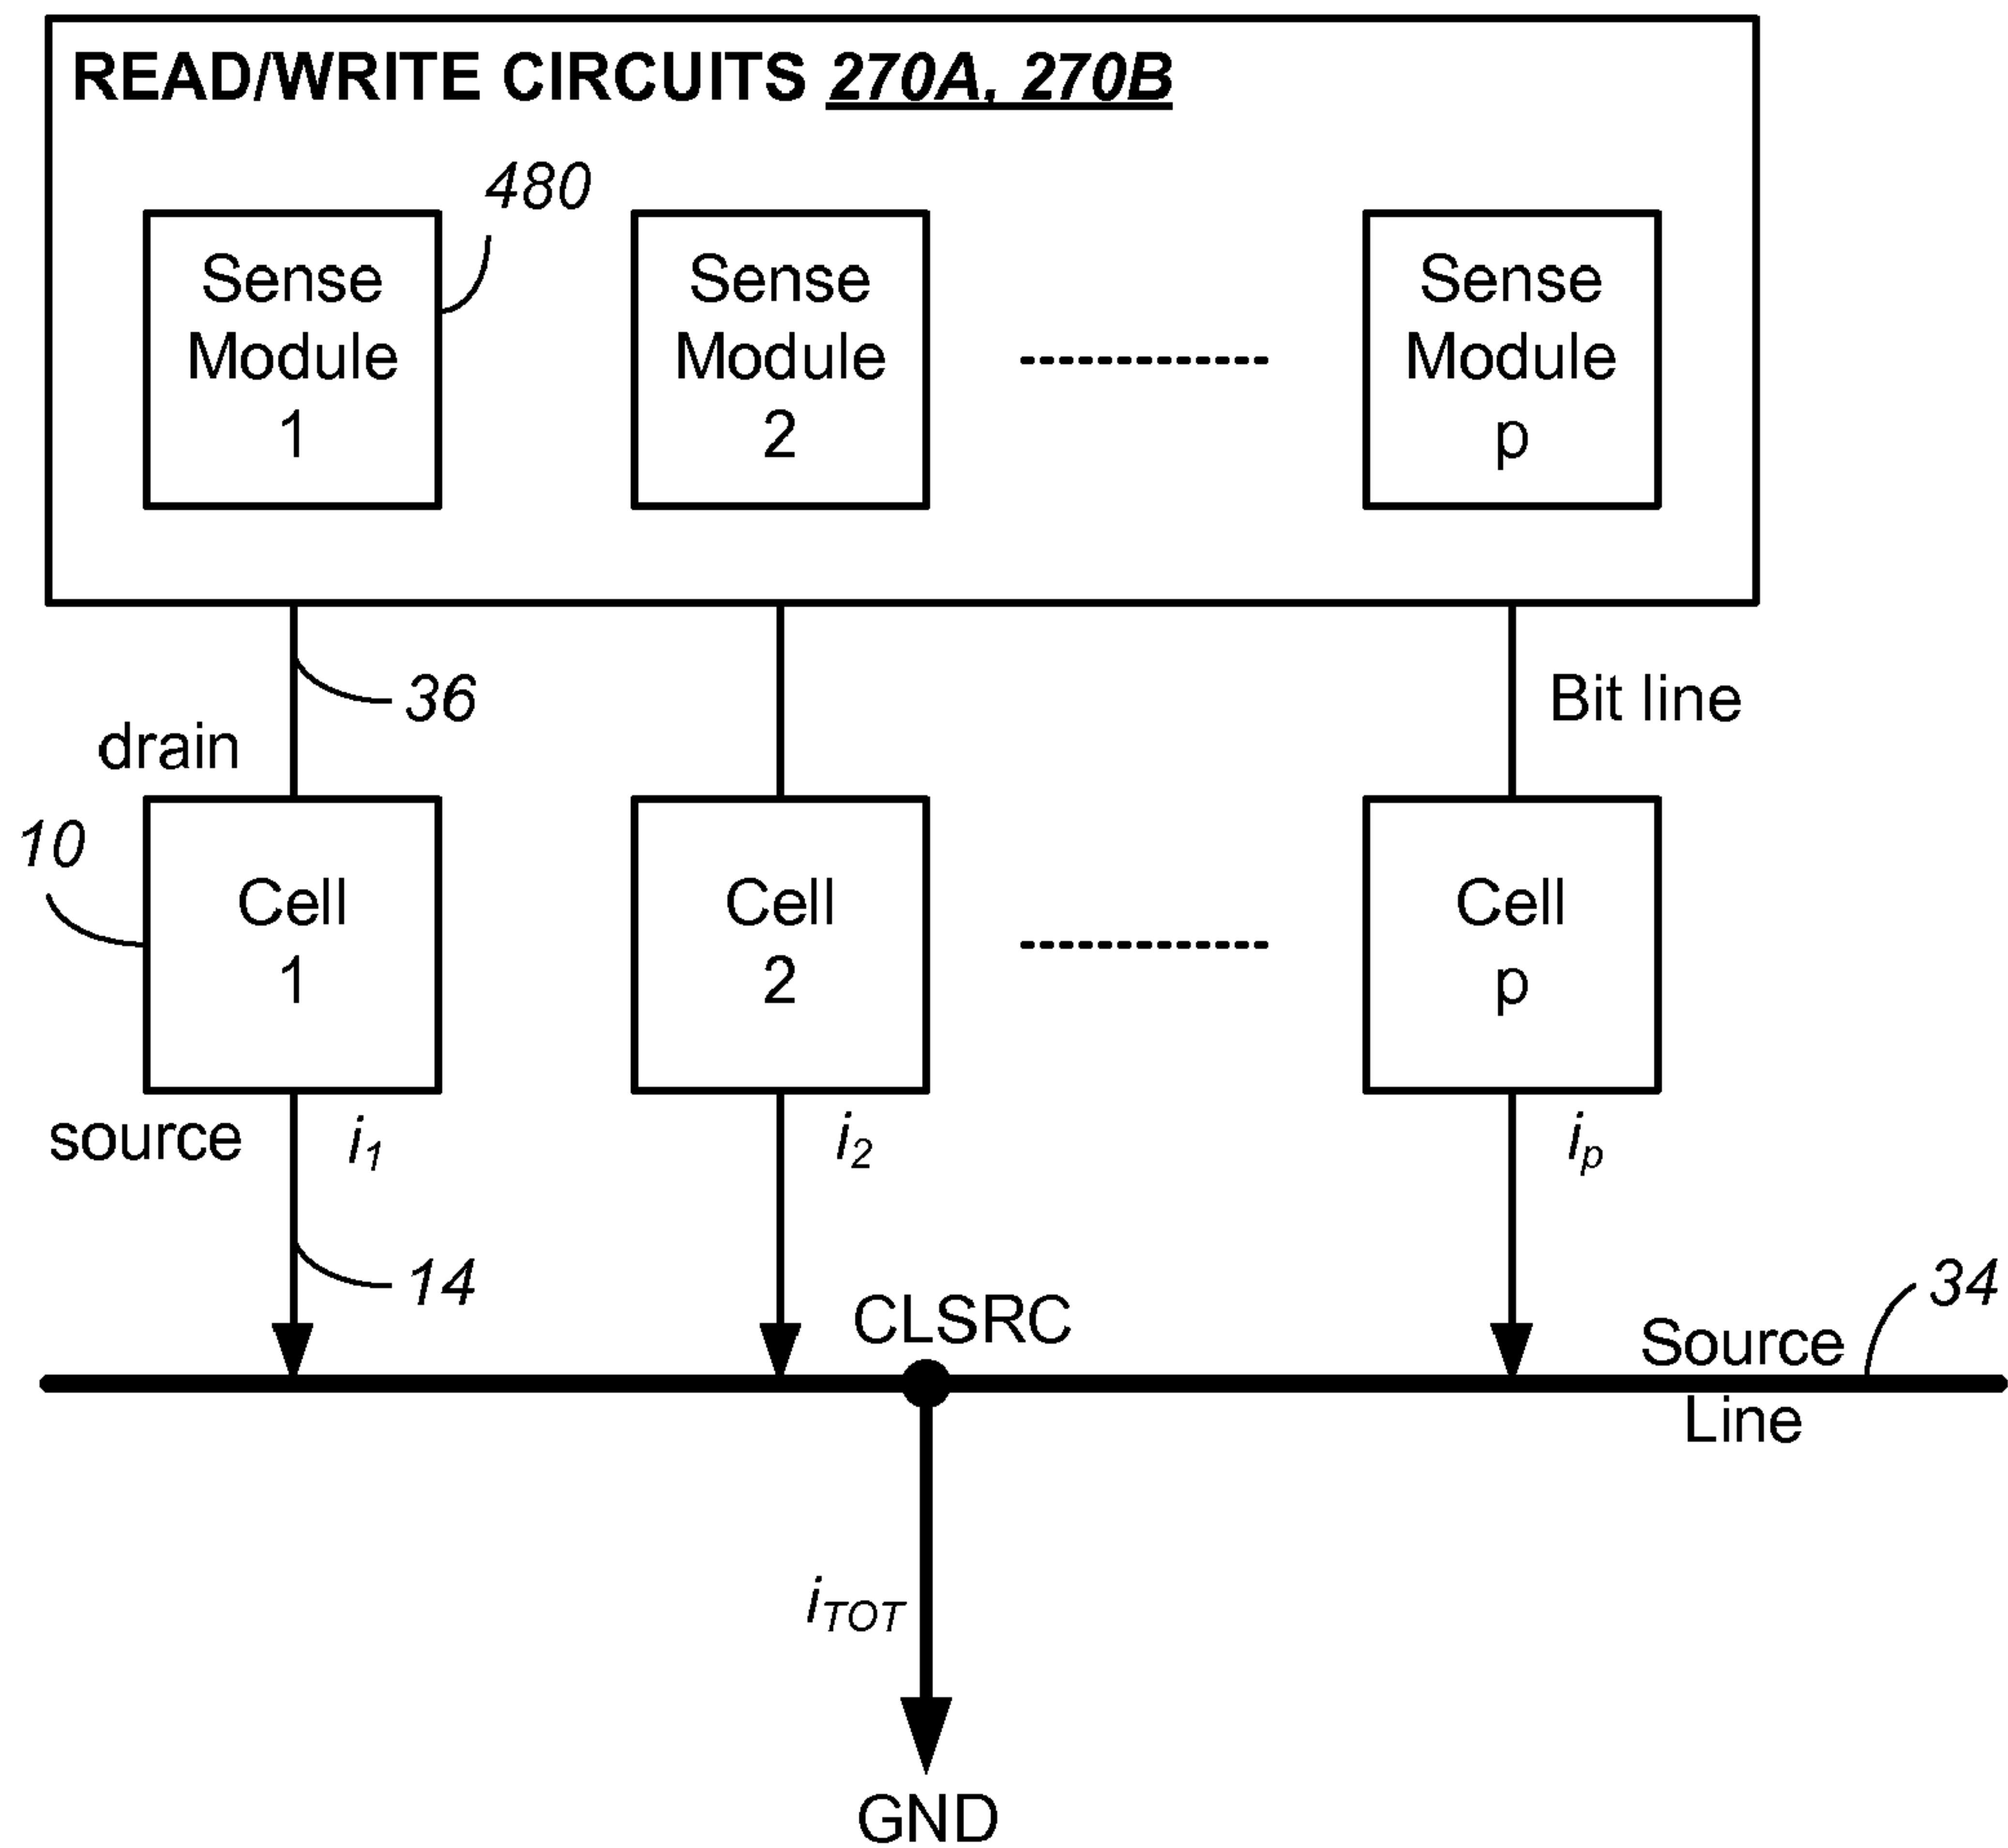 READ/WRITE CIRCUITS 270A, 270B
480
Sense
Module
1
Sense
Module
2
Sense
Module
p
36
Bit line
drain
10
Cell
1
Cell
2
Cell
p
source
i1
i2
ip
14
CLSRC
34
Source
Line
iTOT
GND